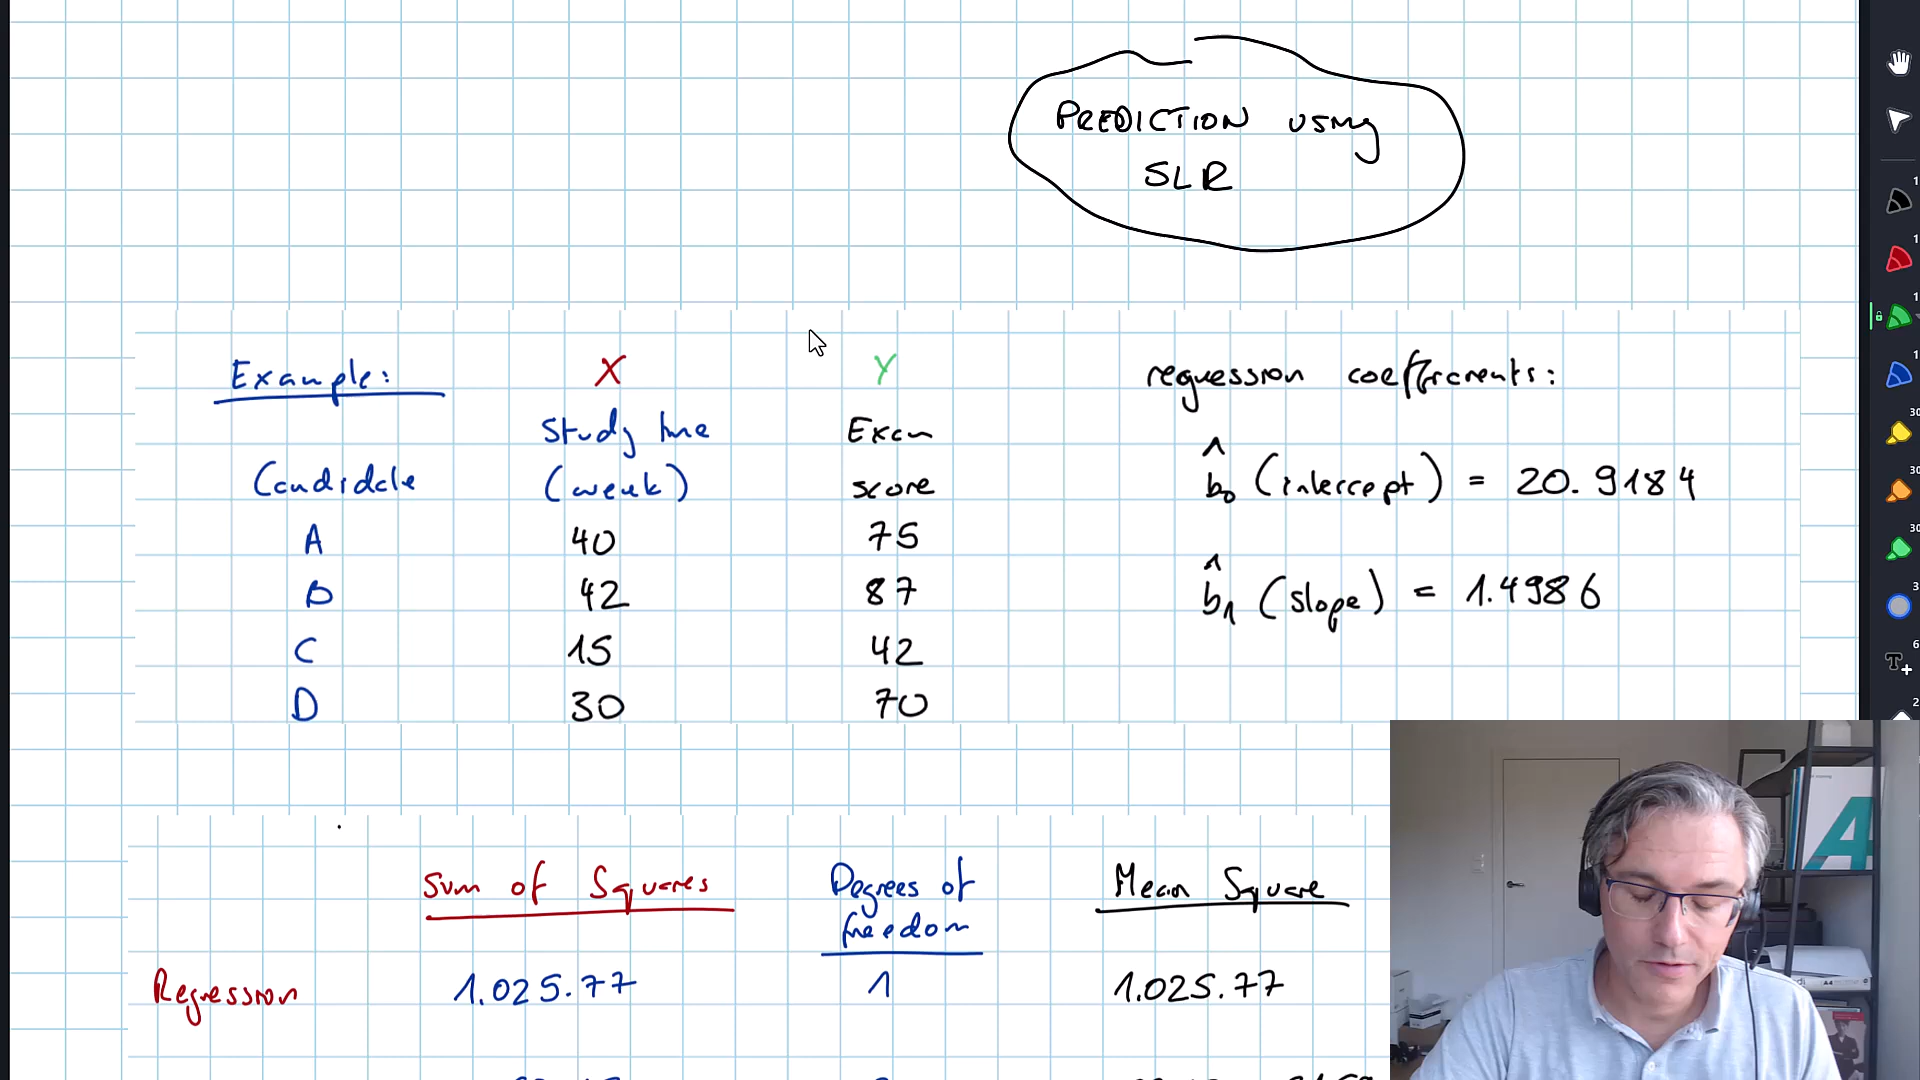 PREDICTION using
SLR
Example: X Y
Study time Exam
Candidate (week) score
A 40 75
B 42 87
C 15 42
D 30 70
regression coefficients:
b̂₀ (intercept) = 20.9184
b̂₁ (slope) = 1.4986
Sum of Squares Degrees of Mean Square
freedom
Regression 1.025.77 1 1.025.77